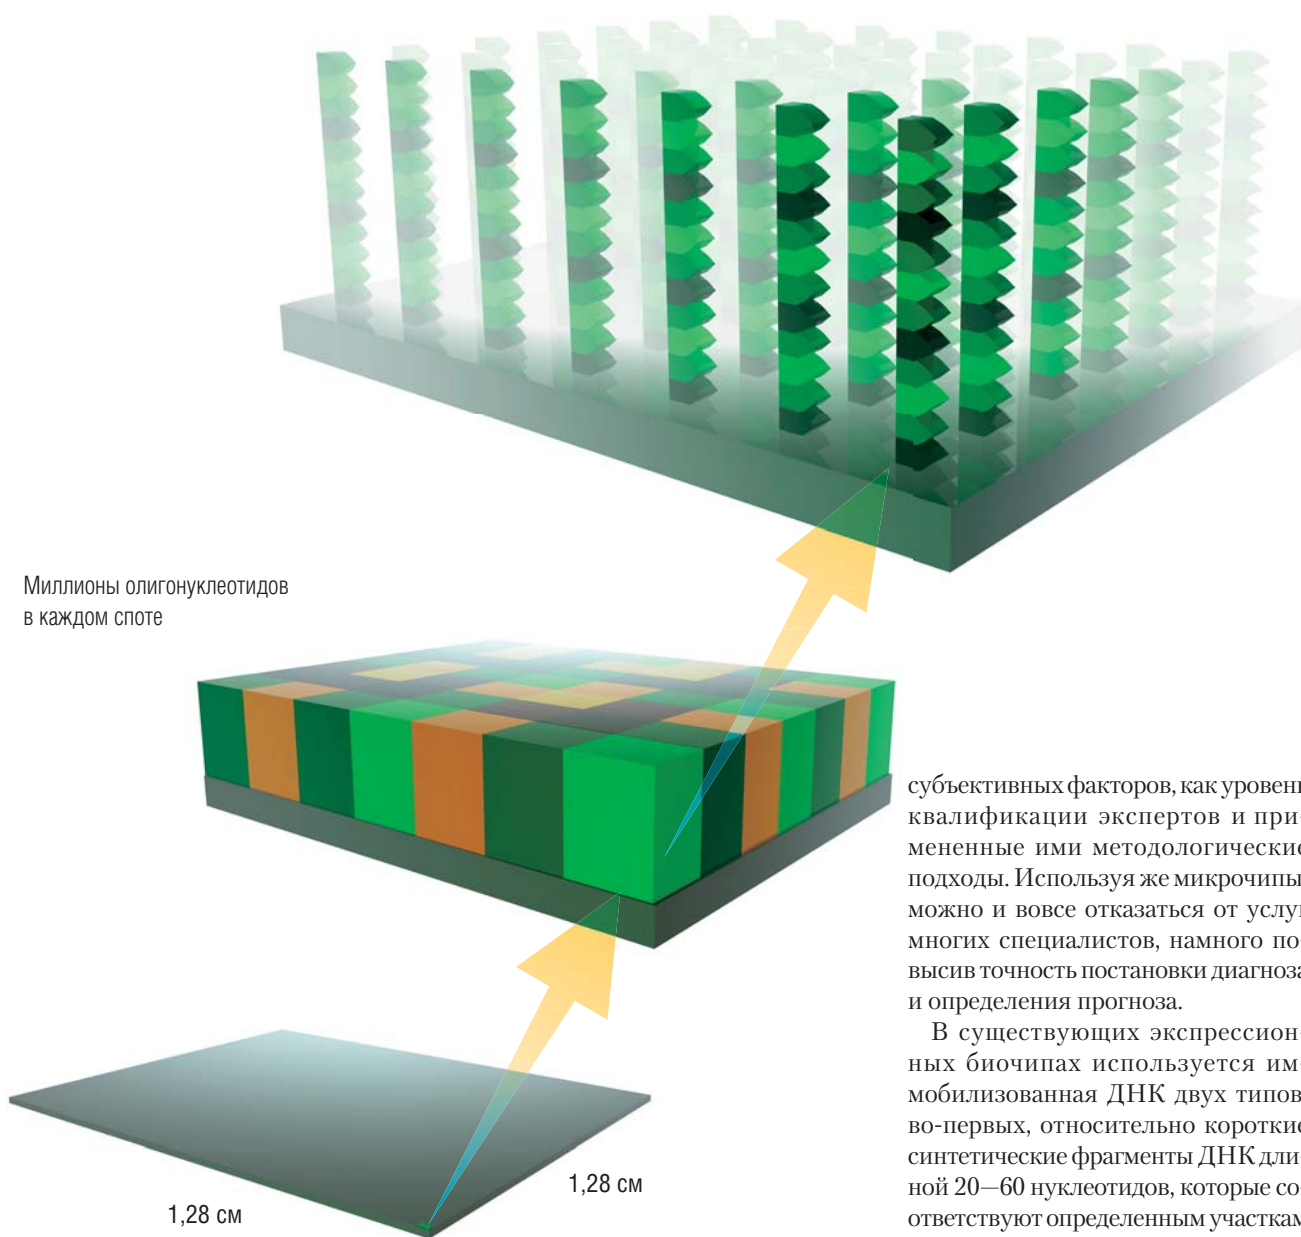 Миллионы олигонуклеотидов
в каждом споте
1,28 см
1,28 см
субъективных факторов, как уровень
квалификации экспертов и при-
мененные ими методологические
подходы. Используя же микрочипы,
можно и вовсе отказаться от услуг
многих специалистов, намного по-
высив точность постановки диагноза
и определения прогноза.
В существующих экспрессион-
ных биочипах используется им-
мобилизованная ДНК двух типов:
во-первых, относительно короткие
синтетические фрагменты ДНК дли-
ной 20—60 нуклеотидов, которые со-
ответствуют определенным участкам